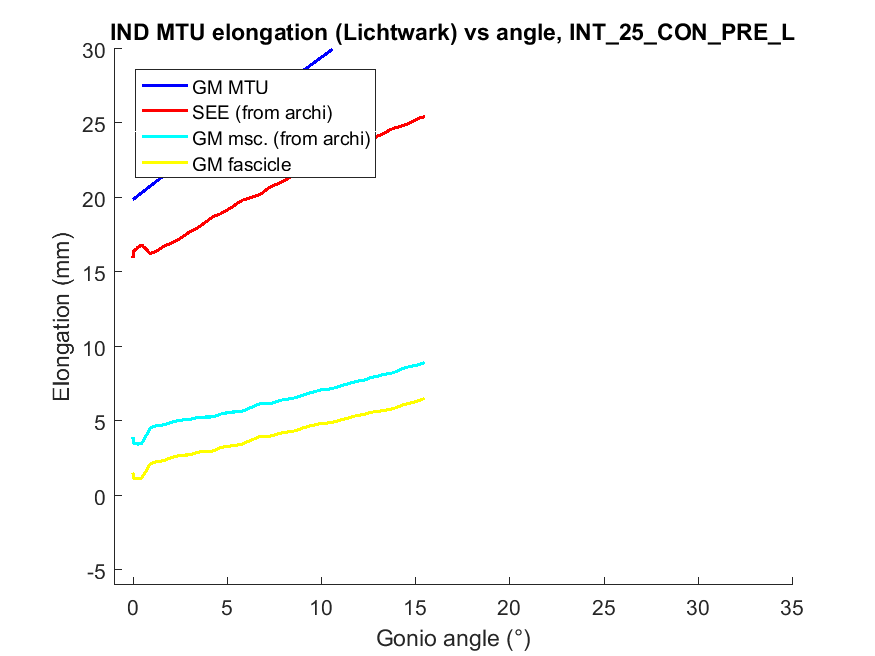 IND MTU elongation (Lichtwark) vs angle, INT_25_CON_PRE_L
30
25
20
15
10
5
0
-5
Elongation (mm)
GM MTU
SEE (from archi)
GM msc. (from archi)
GM fascicle
0 5 10 15 20 25 30 35
Gonio angle (°)